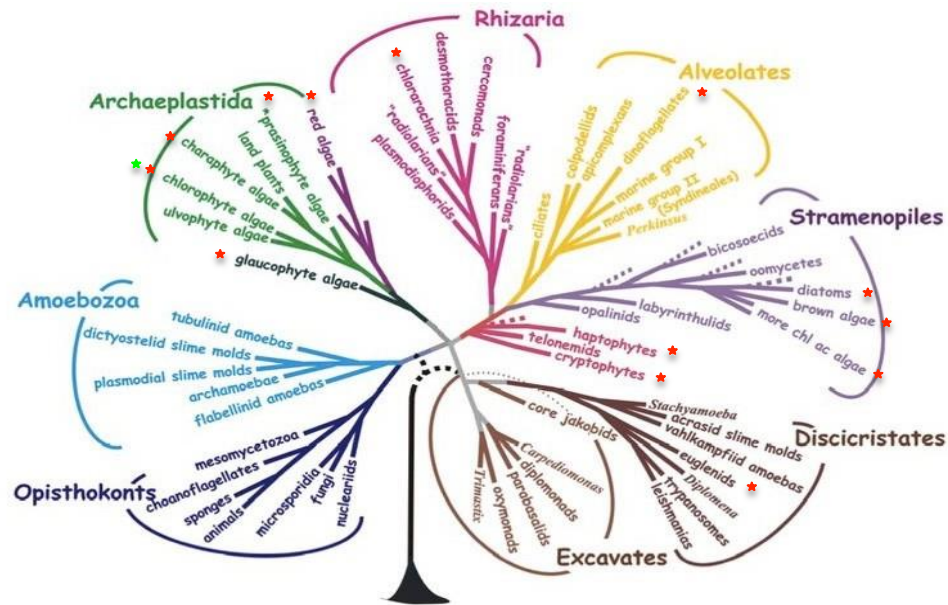 Rhizaria
chlorarachnia
desmothoracids
cercomonads
"radiolarians"
plasmodiophorids
foraminiferans
"radiolarians"
Alveolates
colpodellids
apicomplexans
dinoflagellates
ciliates
marine group I
marine group II
(Syndineales)
Perkinsus
Archaeplastida
red algae
"prasinophyte algae
land plants
charaphyte algae
chlorophyte algae
ulvophyte algae
glaucophyte algae
Stramenopiles
bicosoecids
oomycetes
diatoms
brown algae
more chl ac algae
labyrinthulids
opalinids
haptophytes
telonemids
cryptophytes
Amoebozoa
tubulinid amoebas
dictyostelid slime molds
plasmodial slime molds
archamoebae
flabellinid amoebas
Opisthokonts
mesomycetozoa
choanoflagellates
sponges
animals
microsporidia
fungi
nucleariids
Discicristates
Stachyamoeba
acrasid slime molds
vahlkampfiid amoebas
euglenids
Diplomena
trypanosomes
leishmanias
Excavates
core jakobids
Carpediomonas
diplomonads
parabasalids
oxymonads
Trimastix